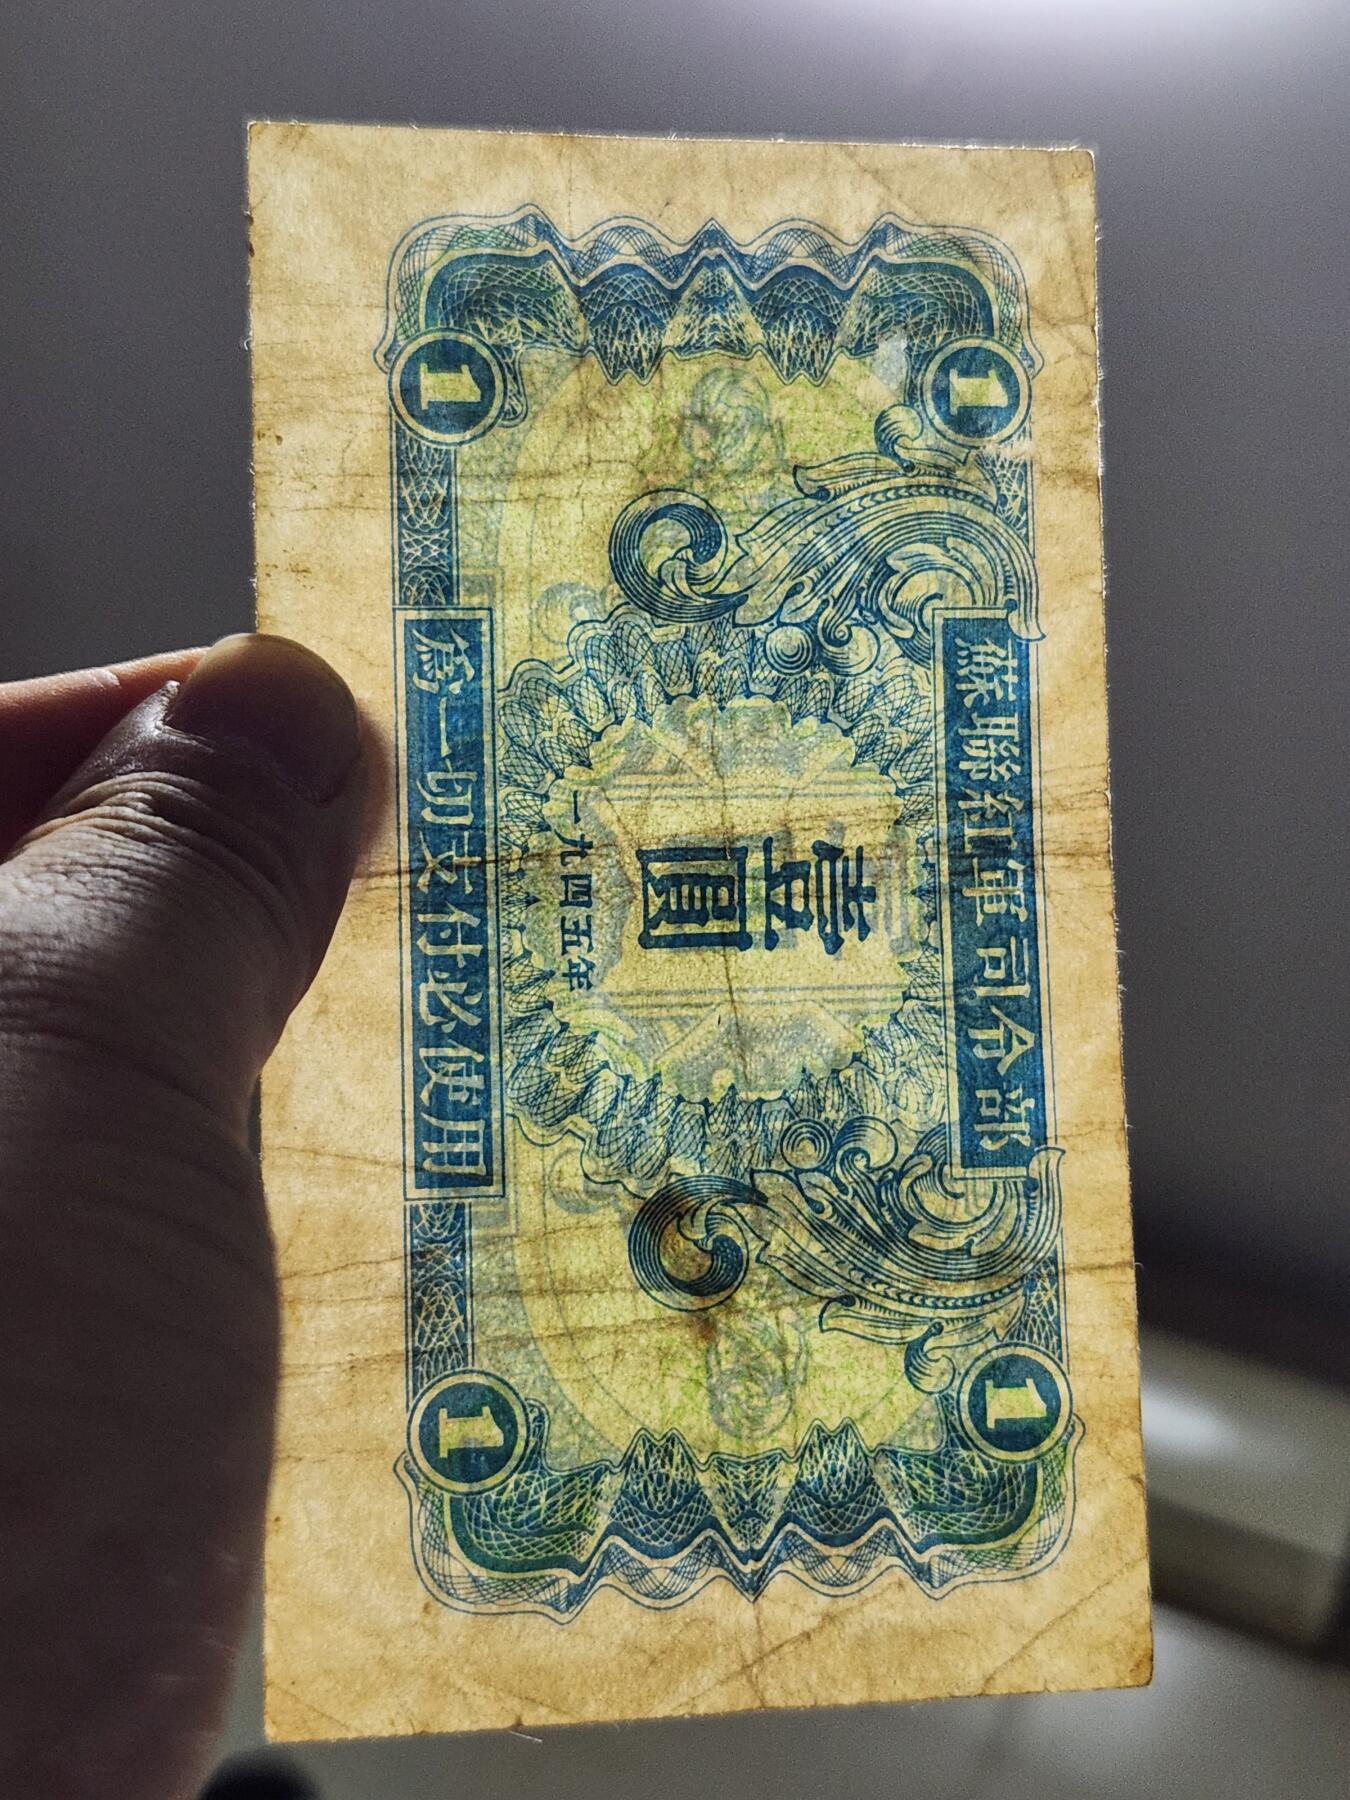 1 蘇聯紅軍司令部 1
壹圓
一九四五年
1 爲一切支付必使用 1